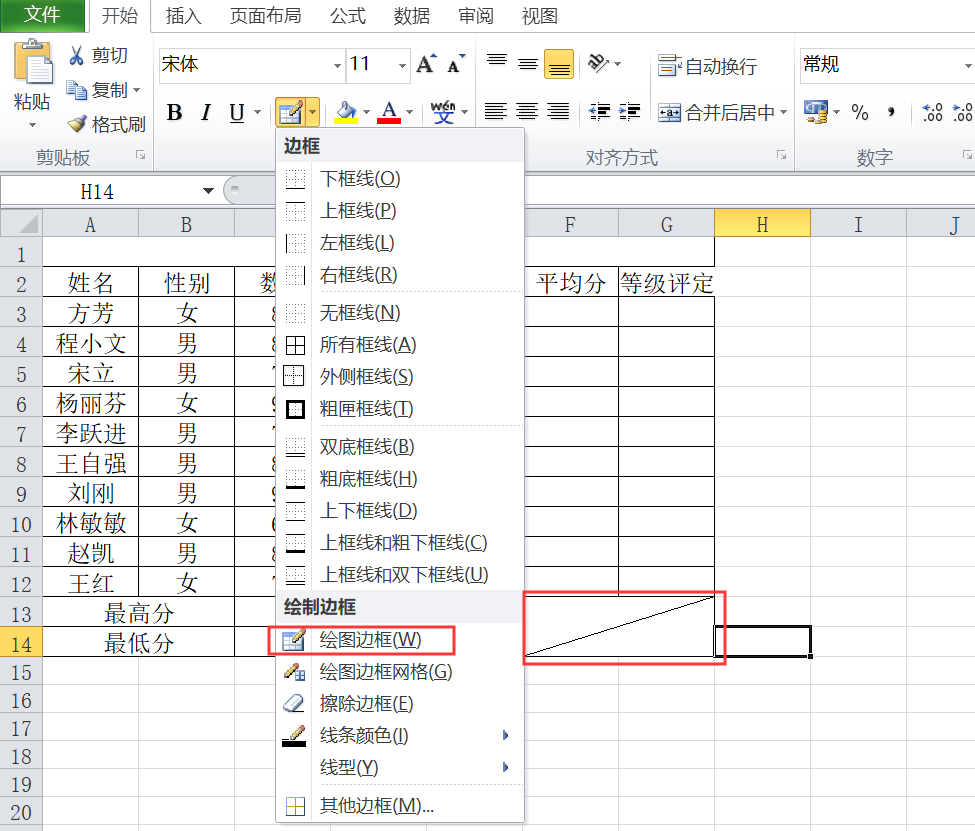 文件 开始 插入 页面布局 公式 数据 审阅 视图
剪切
宋体 11 A A 自动换行 常规
粘贴 复制
格式刷 B I U A wén 合并后居中 % , .0 .00 .00
剪贴板 对齐方式 数字
H14
边框
下框线(O)
上框线(P)
左框线(L)
右框线(R)
无框线(N)
所有框线(A)
外侧框线(S)
粗匣框线(T)
双底框线(B)
粗底框线(H)
上下框线(D)
上框线和粗下框线(C)
上框线和双下框线(U)
绘制边框
绘图边框(W)
绘图边框网格(G)
擦除边框(E)
线条颜色(I)
线型(Y)
其他边框(M)...
A B F G H I J
1
2 姓名 性别 数 平均分 等级评定
3 方芳 女
4 程小文 男
5 宋立 男
6 杨丽芬 女
7 李跃进 男
8 王自强 男
9 刘刚 男
10 林敏敏 女
11 赵凯 男
12 王红 女
13 最高分
14 最低分
15
16
17
18
19
20